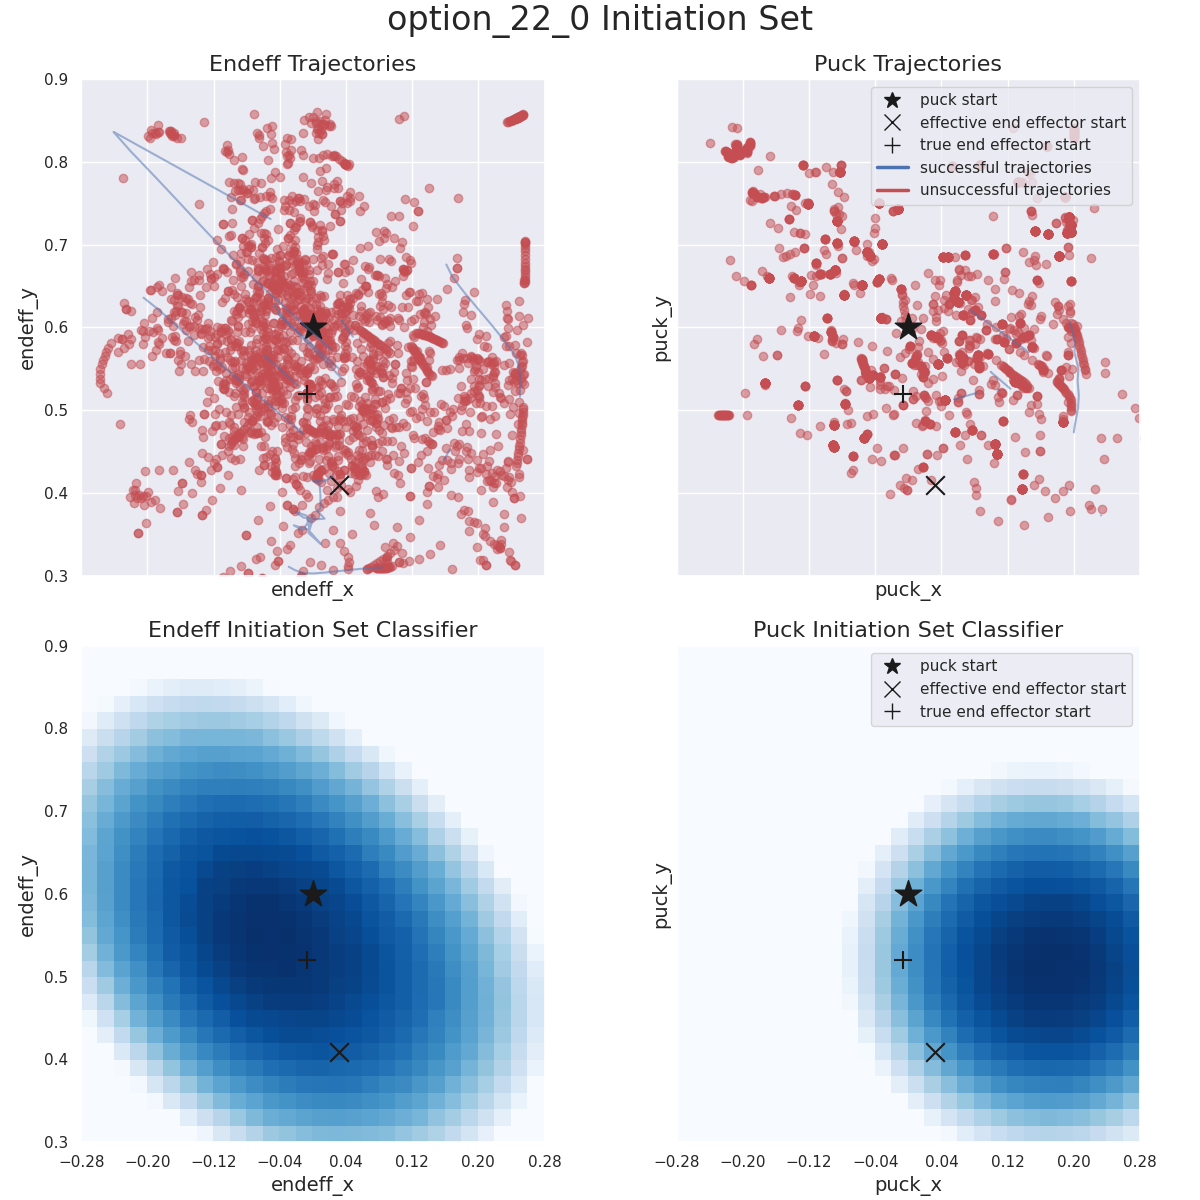 option_22_0 Initiation Set
Endeff Trajectories
Puck Trajectories
0.9
0.8
0.7
0.6
0.5
0.4
0.3
endeff_y
endeff_x
puck_y
puck_x
puck start
effective end effector start
true end effector start
successful trajectories
unsuccessful trajectories
Endeff Initiation Set Classifier
Puck Initiation Set Classifier
0.9
0.8
0.7
0.6
0.5
0.4
0.3
endeff_y
−0.28 −0.20 −0.12 −0.04 0.04 0.12 0.20 0.28
endeff_x
puck_y
puck start
effective end effector start
true end effector start
−0.28 −0.20 −0.12 −0.04 0.04 0.12 0.20 0.28
puck_x